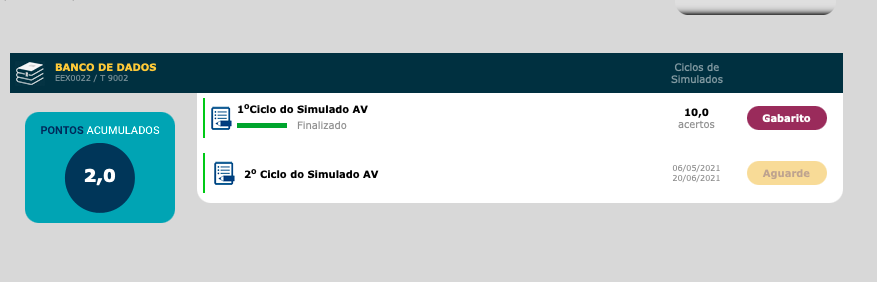 BANCO DE DADOS
EEX0022 / T 9002
Ciclos de
Simulados
PONTOS ACUMULADOS
2,0
1ºCiclo do Simulado AV
Finalizado
10,0
acertos
Gabarito
2º Ciclo do Simulado AV
06/05/2021
20/06/2021
Aguarde